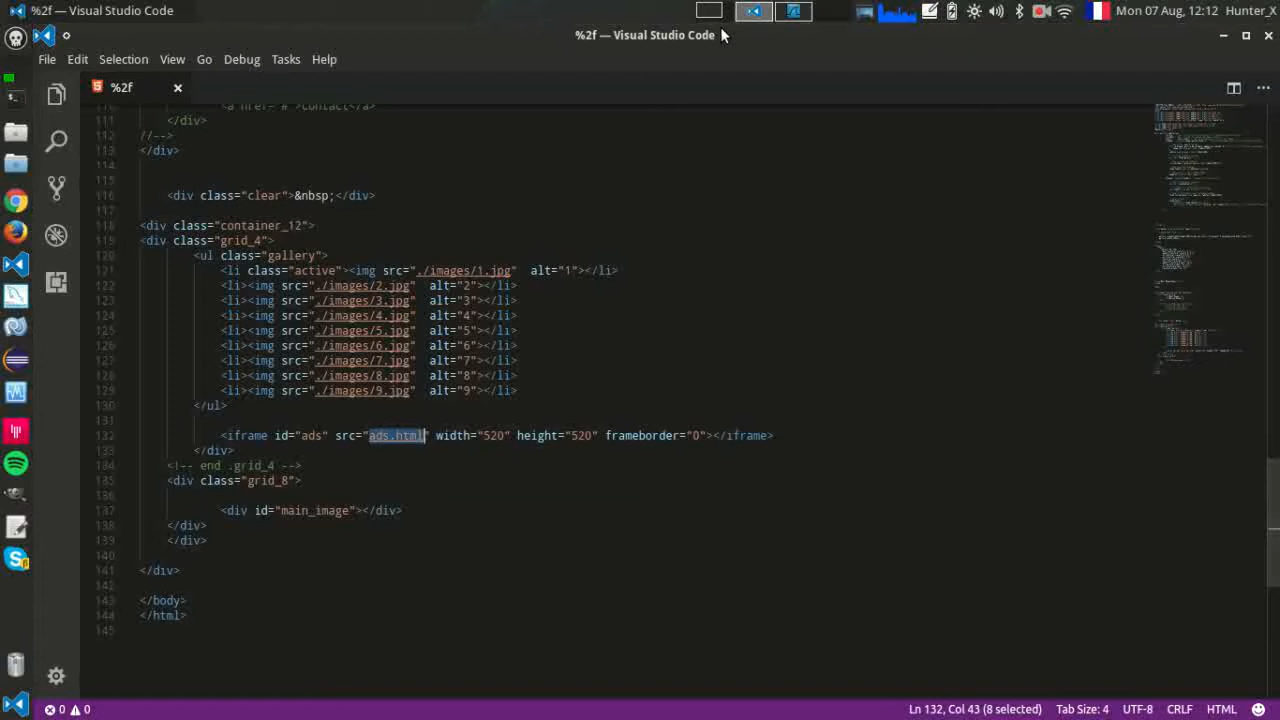 %2f — Visual Studio Code
Mon 07 Aug, 12:12 Hunter_X
%2f — Visual Studio Code
File Edit Selection View Go Debug Tasks Help
%2f
<a href="#">Contact</a>
111 </div>
112 //-->
113 </div>
114
115
116 <div class="clear">&nbsp;</div>
117
118 <div class="container_12">
119 <div class="grid_4">
120 <ul class="gallery">
121 <li class="active"><img src="./images/1.jpg" alt="1"></li>
122 <li><img src="./images/2.jpg" alt="2"></li>
123 <li><img src="./images/3.jpg" alt="3"></li>
124 <li><img src="./images/4.jpg" alt="4"></li>
125 <li><img src="./images/5.jpg" alt="5"></li>
126 <li><img src="./images/6.jpg" alt="6"></li>
127 <li><img src="./images/7.jpg" alt="7"></li>
128 <li><img src="./images/8.jpg" alt="8"></li>
129 <li><img src="./images/9.jpg" alt="9"></li>
130 </ul>
131
132 <iframe id="ads" src="ads.html" width="520" height="520" frameborder="0"></iframe>
133 </div>
134 <!-- end .grid_4 -->
135 <div class="grid_8">
136
137 <div id="main_image"></div>
138 </div>
139 </div>
140
141 </div>
142
143 </body>
144 </html>
145
0 0
Ln 132, Col 43 (8 selected) Tab Size: 4 UTF-8 CRLF HTML